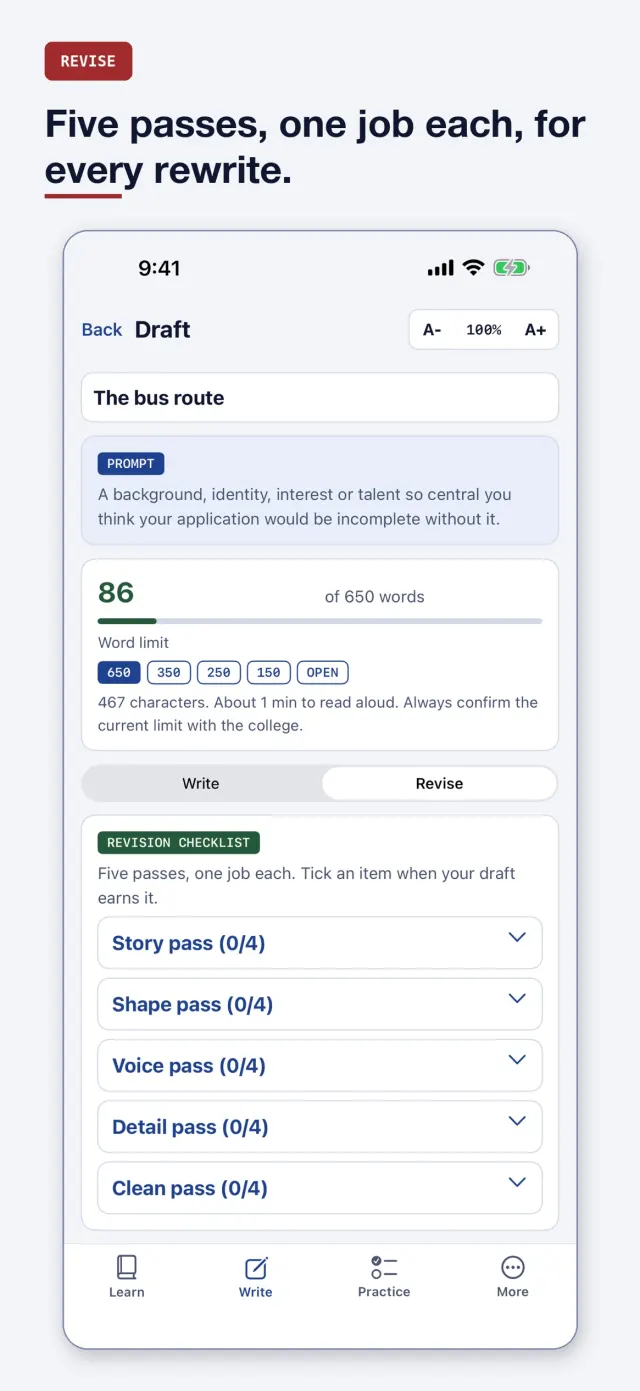 REVISE
Five passes, one job each, for
every rewrite.
9:41
Back Draft A- 100% A+
The bus route
PROMPT
A background, identity, interest or talent so central you
think your application would be incomplete without it.
86 of 650 words
Word limit
650 350 250 150 OPEN
467 characters. About 1 min to read aloud. Always confirm the
current limit with the college.
Write Revise
REVISION CHECKLIST
Five passes, one job each. Tick an item when your draft
earns it.
Story pass (0/4)
Shape pass (0/4)
Voice pass (0/4)
Detail pass (0/4)
Clean pass (0/4)
Learn Write Practice More